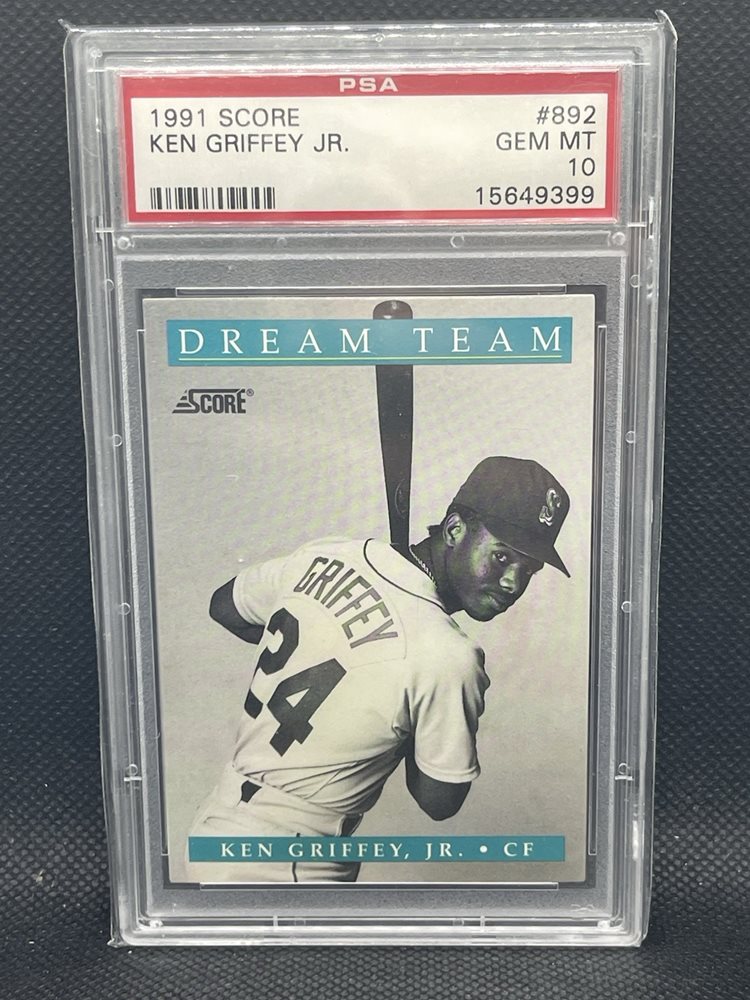 PSA
1991 SCORE #892
KEN GRIFFEY JR. GEM MT
10
15649399
DREAM TEAM
SCORE®
S
GRIFFEY
24
KEN GRIFFEY, JR. • CF